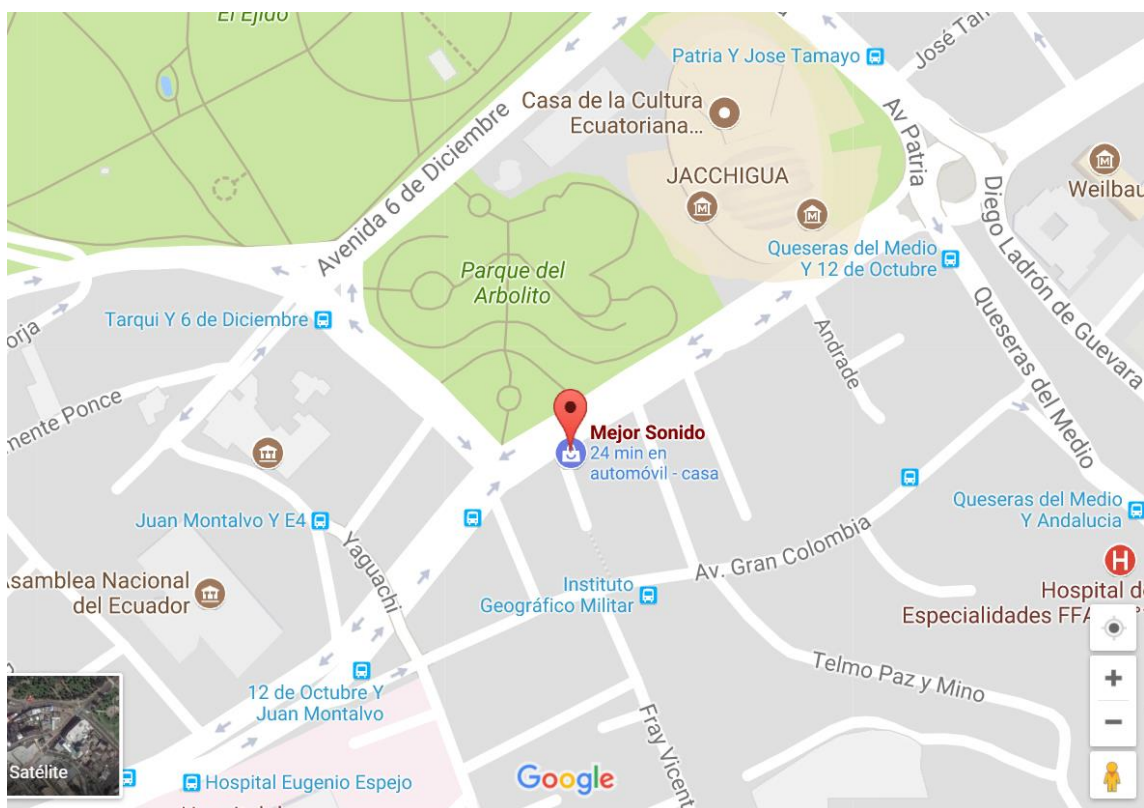 El Ejido
Patria Y Jose Tamayo
José Tam
Casa de la Cultura
Ecuatoriana...
Av Patria
Avenida 6 de Diciembre
JACCHIGUA
Weilbau
Diego Ladrón de Guevara
Queseras del Medio
Y 12 de Octubre
Parque del
Arbolito
Tarqui Y 6 de Diciembre
orja
Andrade
Queseras del Medio
mente Ponce
Mejor Sonido
24 min en
automóvil - casa
Queseras del Medio
Y Andalucia
Juan Montalvo Y E4
Yaguachi
Av. Gran Colombia
Asamblea Nacional
del Ecuador
Instituto
Geográfico Militar
H
Hospital d
Especialidades FFA
Telmo Paz y Mino
12 de Octubre Y
Juan Montalvo
Fray Vicent
Satélite
Google
Hospital Eugenio Espejo